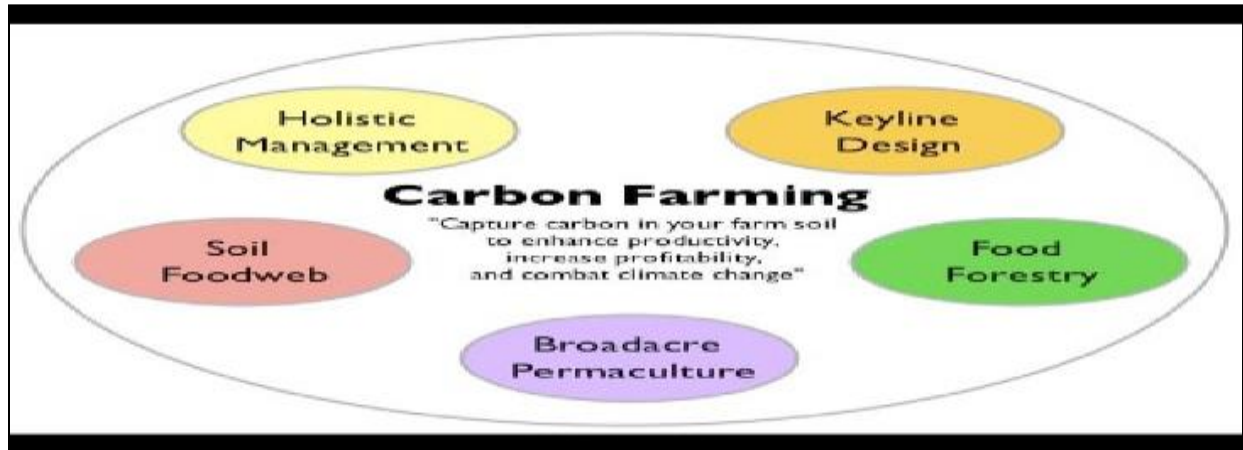 Holistic
Management
Keyline
Design
Carbon Farming
"Capture carbon in your farm soil
to enhance productivity,
increase profitability,
and combat climate change"
Soil
Foodweb
Food
Forestry
Broadacre
Permaculture